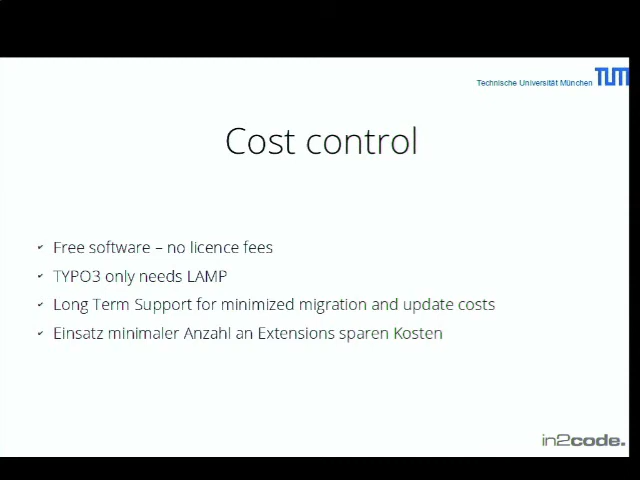 Technische Universität München TUM
Cost control
✔ Free software – no licence fees
✔ TYPO3 only needs LAMP
✔ Long Term Support for minimized migration and update costs
✔ Einsatz minimaler Anzahl an Extensions sparen Kosten
in2code.